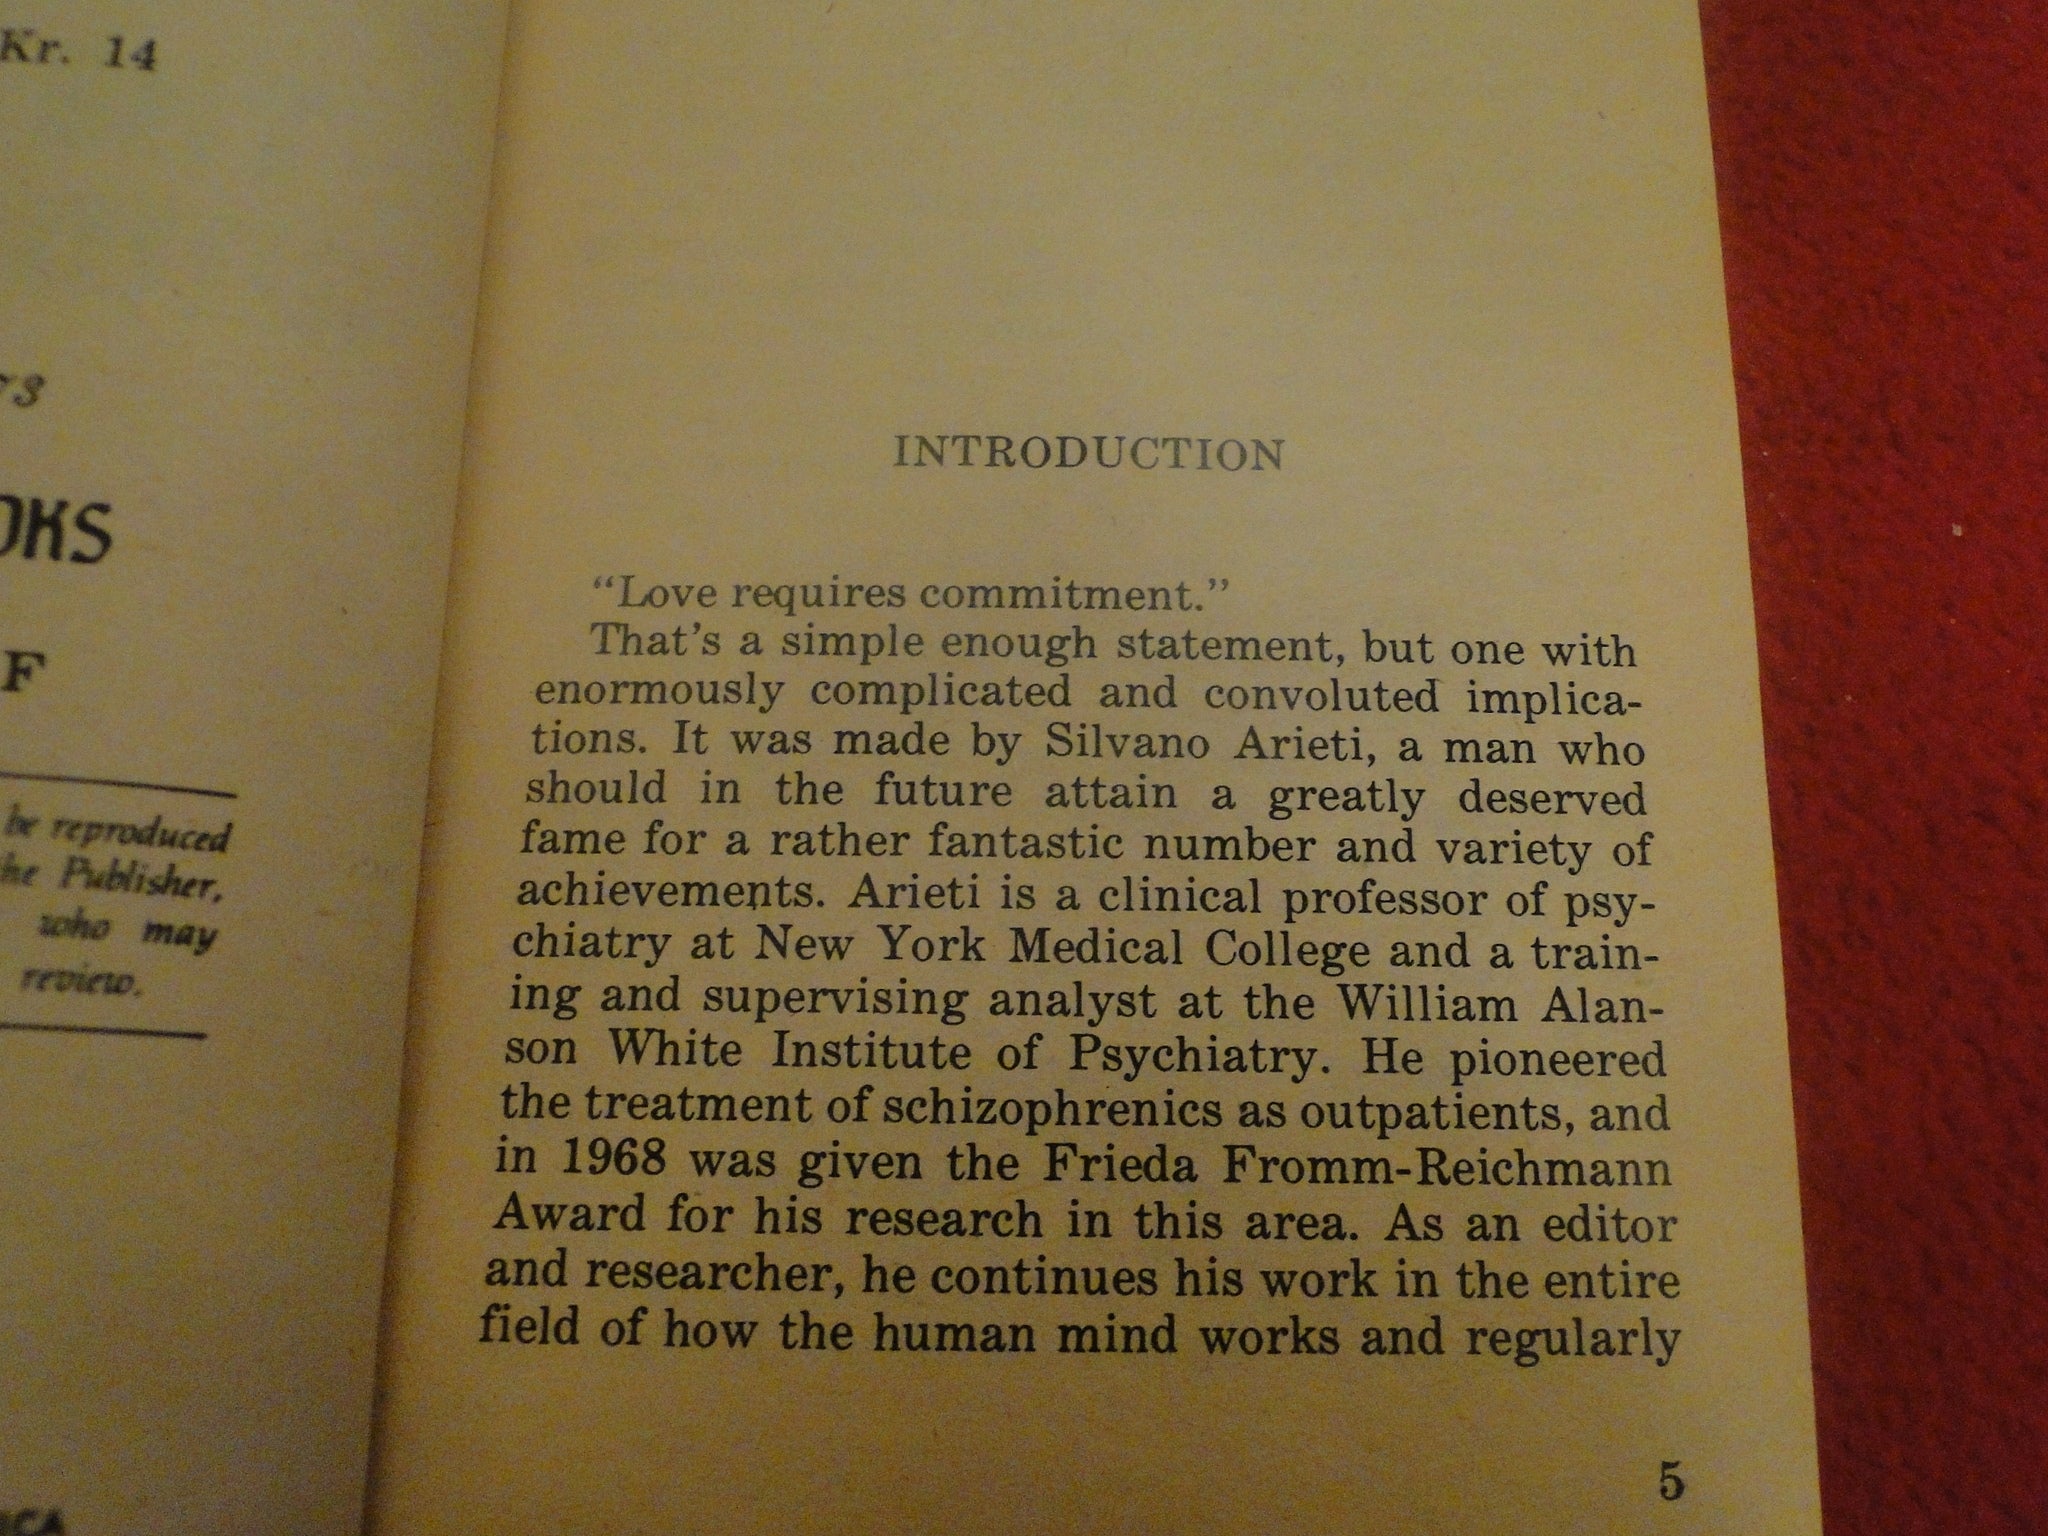 Kr. 14
be reproduced
the Publisher,
who may
review.
INTRODUCTION
“Love requires commitment.”
That’s a simple enough statement, but one with
enormously complicated and convoluted implica-
tions. It was made by Silvano Arieti, a man who
should in the future attain a greatly deserved
fame for a rather fantastic number and variety of
achievements. Arieti is a clinical professor of psy-
chiatry at New York Medical College and a train-
ing and supervising analyst at the William Alan-
son White Institute of Psychiatry. He pioneered
the treatment of schizophrenics as outpatients, and
in 1968 was given the Frieda Fromm-Reichmann
Award for his research in this area. As an editor
and researcher, he continues his work in the entire
field of how the human mind works and regularly
5